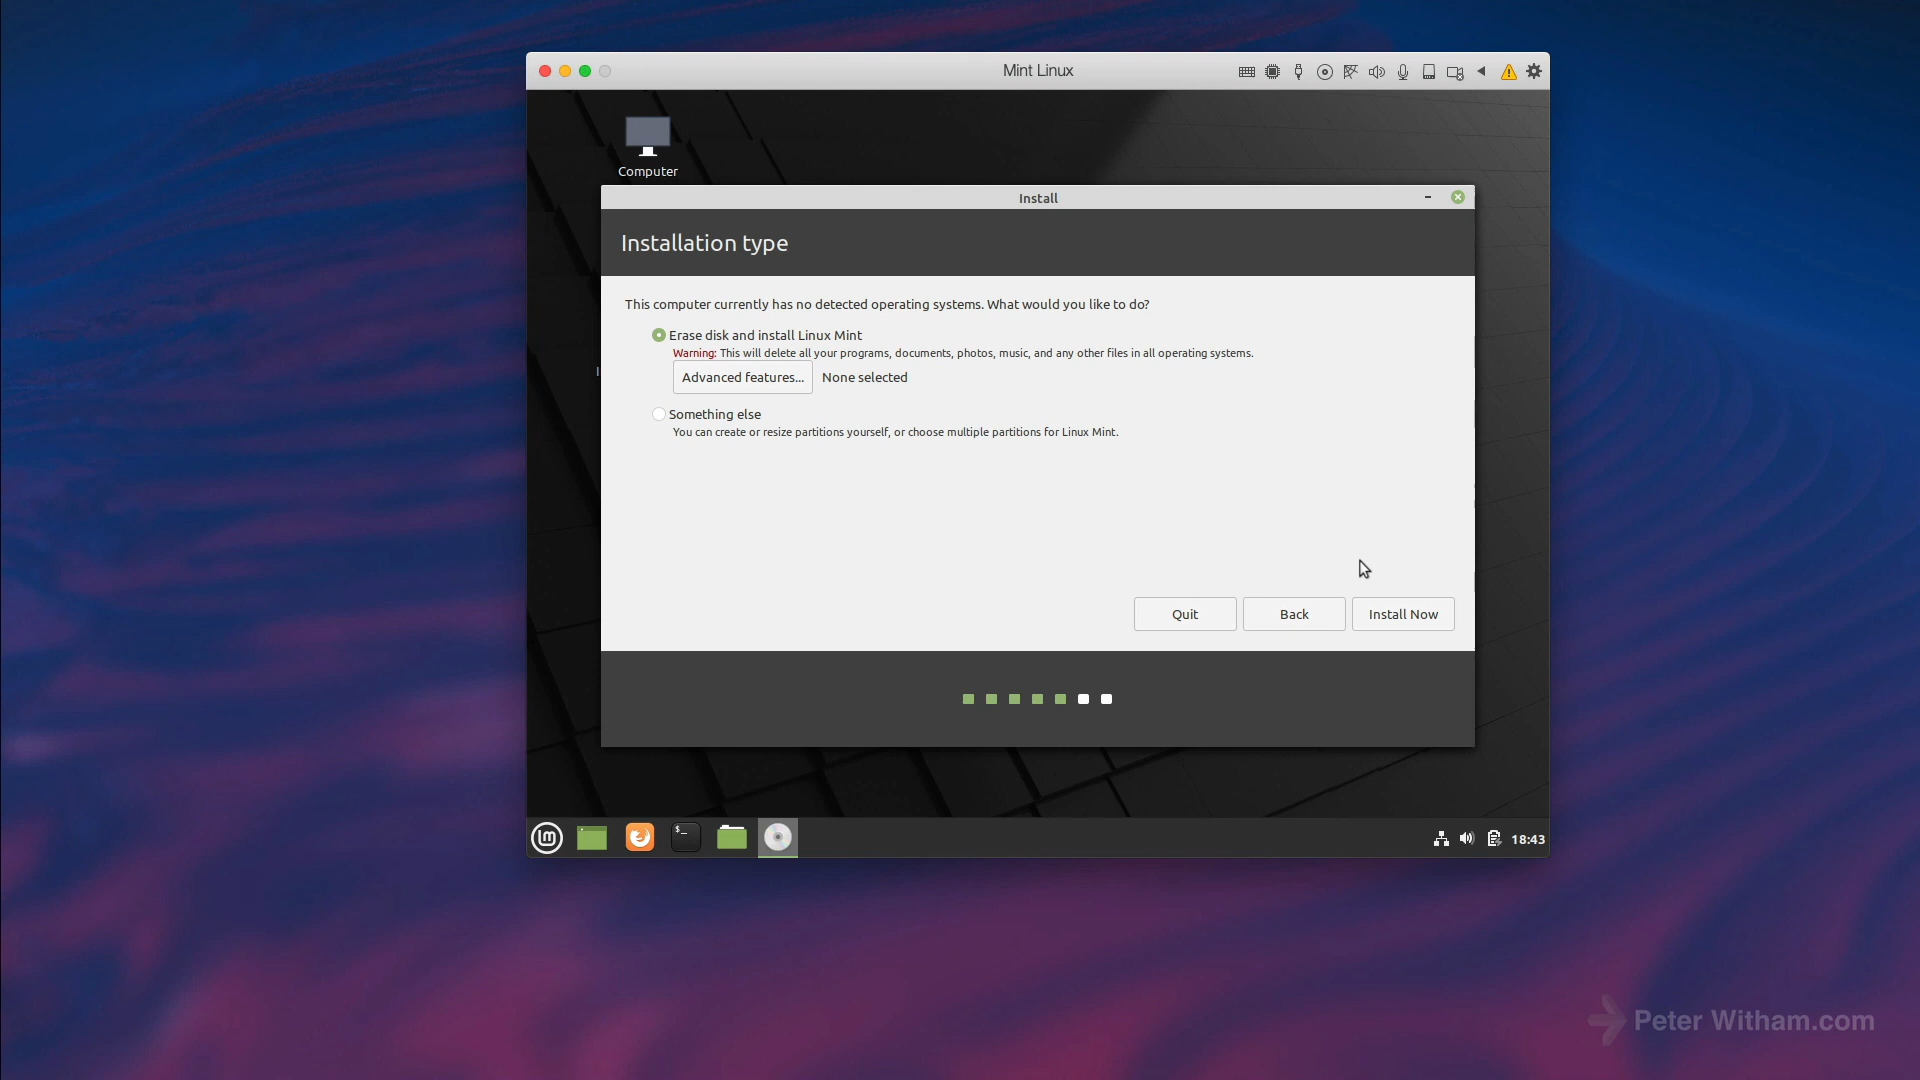 Mint Linux
Computer
Install
Installation type
This computer currently has no detected operating systems. What would you like to do?
Erase disk and install Linux Mint
Warning: This will delete all your programs, documents, photos, music, and any other files in all operating systems.
Advanced features... None selected
Something else
You can create or resize partitions yourself, or choose multiple partitions for Linux Mint.
Quit Back Install Now
lm $_ 18:43
Peter Witham.com